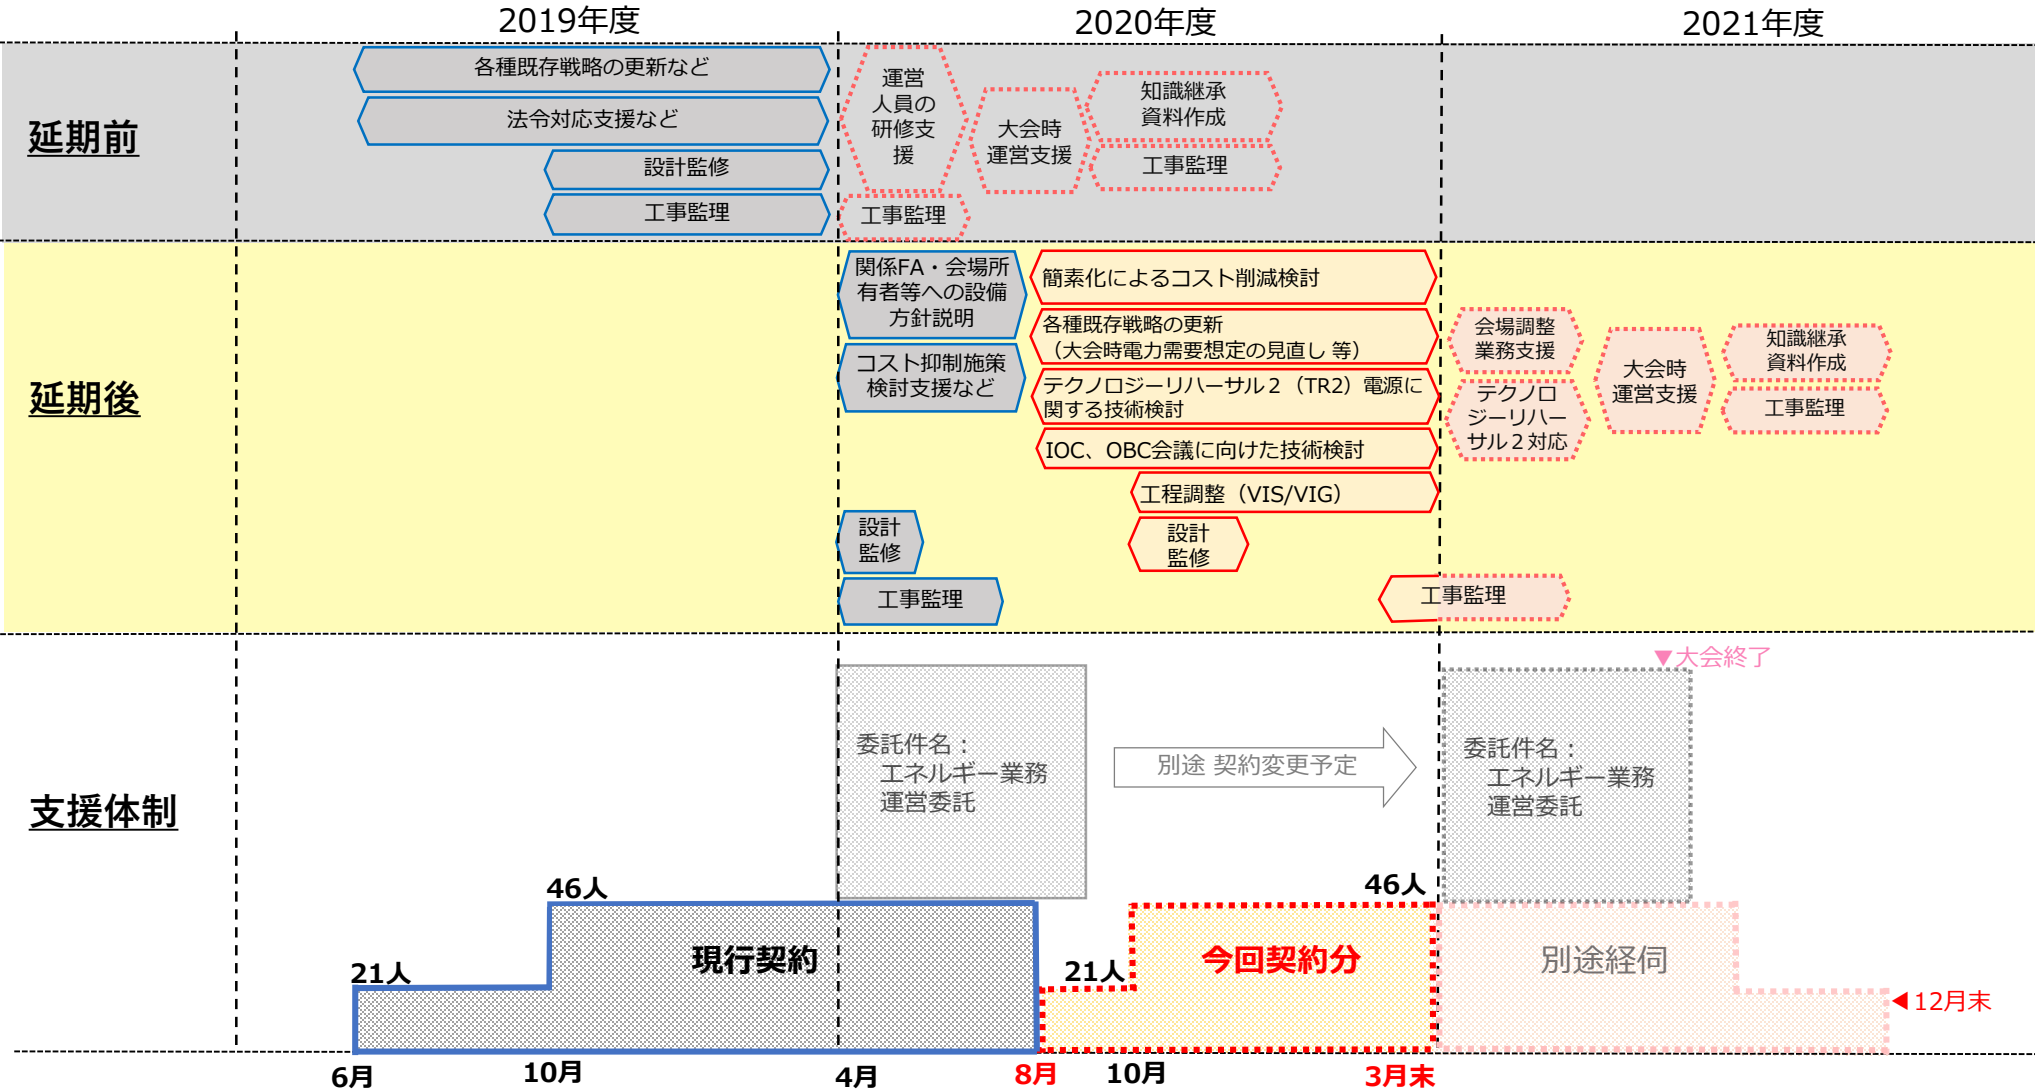 2019年度
2020年度
2021年度
延期前
各種既存戦略の更新など
法令対応支援など
設計監修
工事監理
運営
人員の
研修支
援
工事監理
大会時
運営支援
知識継承
資料作成
工事監理
延期後
関係FA・会場所
有者等への設備
方針説明
コスト抑制施策
検討支援など
設計
監修
工事監理
簡素化によるコスト削減検討
各種既存戦略の更新
（大会時電力需要想定の見直し 等）
テクノロジーリハーサル２（TR2）電源に
関する技術検討
IOC、OBC会議に向けた技術検討
工程調整（VIS/VIG）
設計
監修
工事監理
会場調整
業務支援
テクノロ
ジーリハー
サル２対応
大会時
運営支援
知識継承
資料作成
工事監理
支援体制
▼大会終了
委託件名：
エネルギー業務
運営委託
別途 契約変更予定
委託件名：
エネルギー業務
運営委託
21人
46人
現行契約
21人
46人
今回契約分
別途経伺
◀12月末
6月
10月
4月
8月
10月
3月末